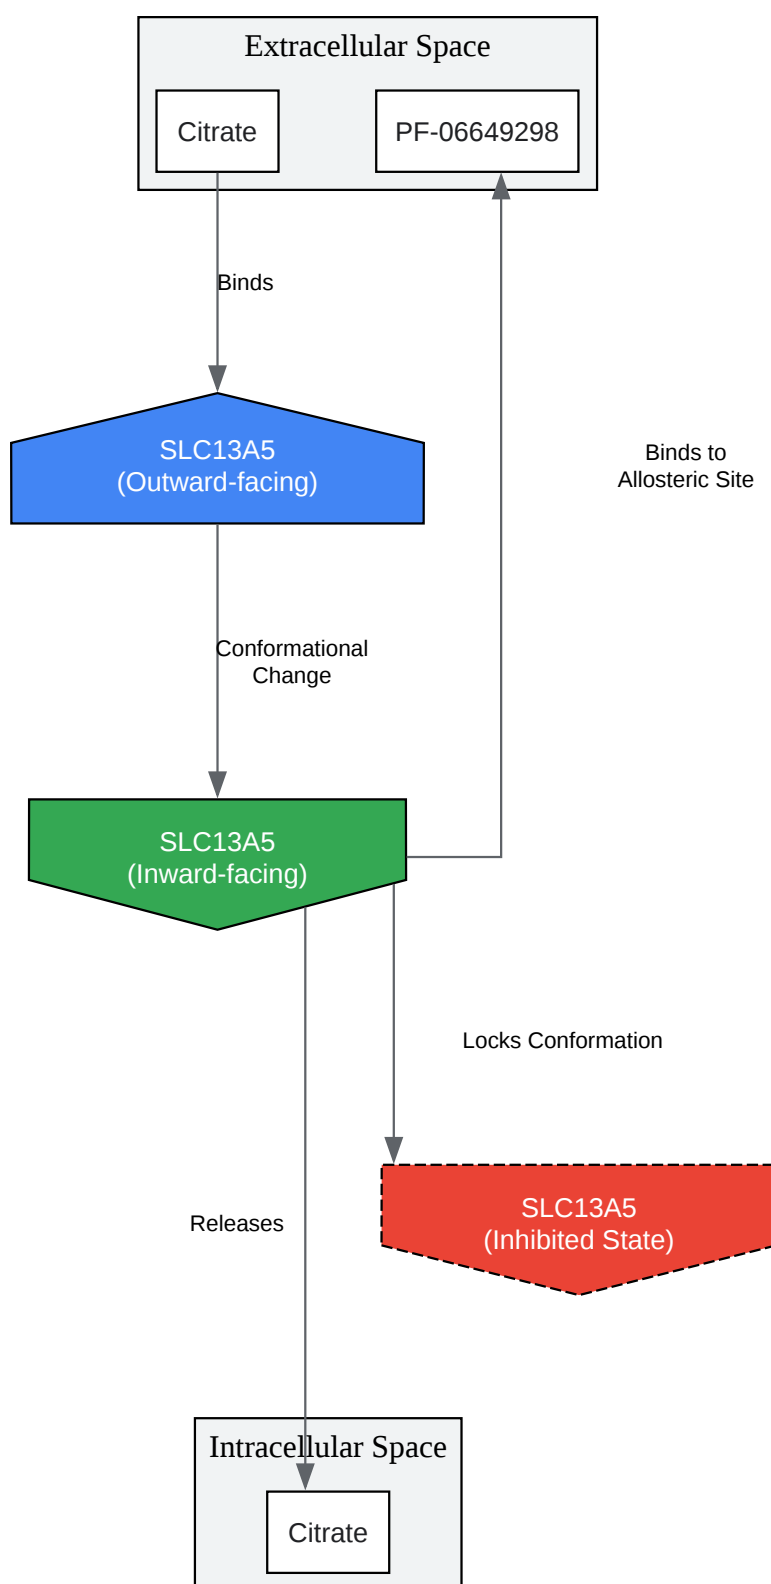 Extracellular Space
Citrate
PF-06649298
Binds
SLC13A5
(Outward-facing)
Binds to
Allosteric Site
Conformational
Change
SLC13A5
(Inward-facing)
Locks Conformation
Releases
SLC13A5
(Inhibited State)
Intracellular Space
Citrate